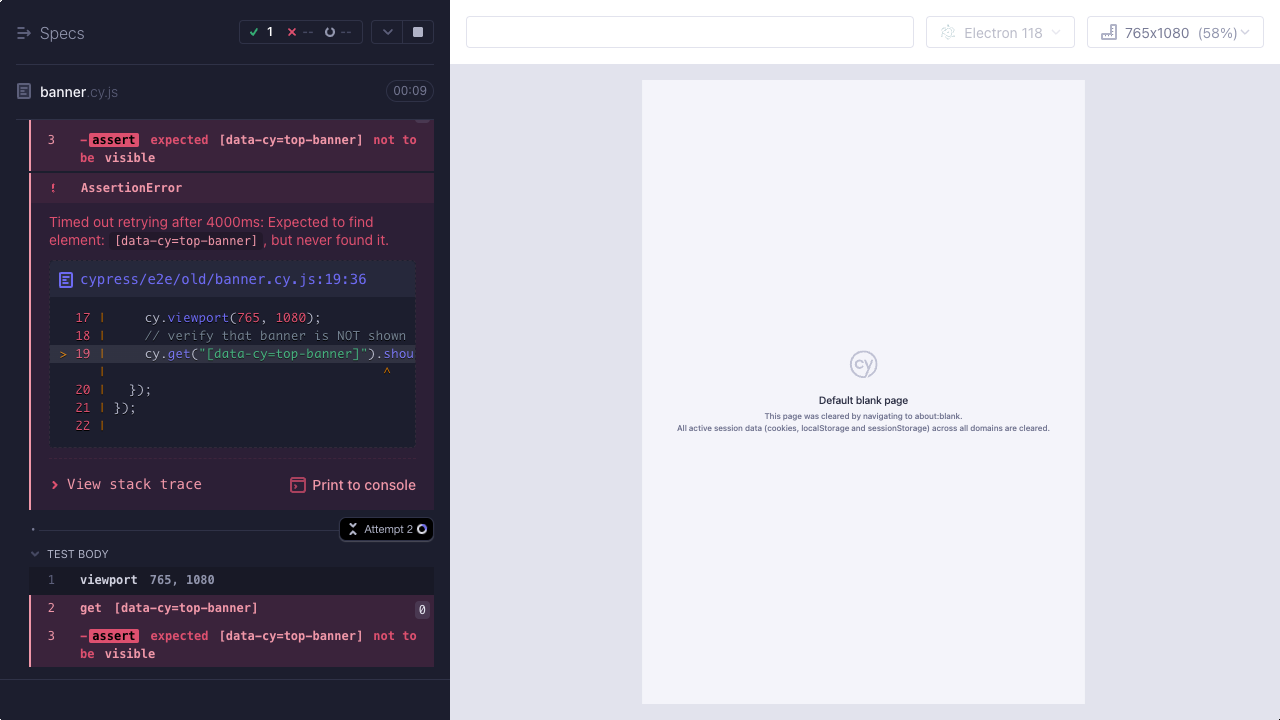 Specs
1
--
--
banner.cy.js
00:09
3 -assert expected [data-cy=top-banner] not to
be visible
! AssertionError
Timed out retrying after 4000ms: Expected to find
element: [data-cy=top-banner] , but never found it.
cypress/e2e/old/banner.cy.js:19:36
17 | cy.viewport(765, 1080);
18 | // verify that banner is NOT shown
> 19 | cy.get("[data-cy=top-banner]").shou
| ^
20 | });
21 | });
22 |
View stack trace
Print to console
Attempt 2
TEST BODY
1 viewport 765, 1080
2 get [data-cy=top-banner] 0
3 -assert expected [data-cy=top-banner] not to
be visible
Electron 118
765x1080 (58%)
cy
Default blank page
This page was cleared by navigating to about:blank.
All active session data (cookies, localStorage and sessionStorage) across all domains are cleared.